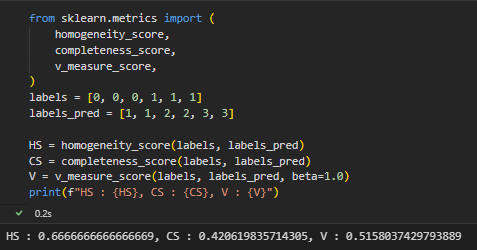 from sklearn.metrics import (
    homogeneity_score,
    completeness_score,
    v_measure_score,
)
labels = [0, 0, 0, 1, 1, 1]
labels_pred = [1, 1, 2, 2, 3, 3]

HS = homogeneity_score(labels, labels_pred)
CS = completeness_score(labels, labels_pred)
V = v_measure_score(labels, labels_pred, beta=1.0)
print(f"HS : {HS}, CS : {CS}, V : {V}")
0.2s
HS : 0.6666666666666669, CS : 0.420619835714305, V : 0.5158037429793889